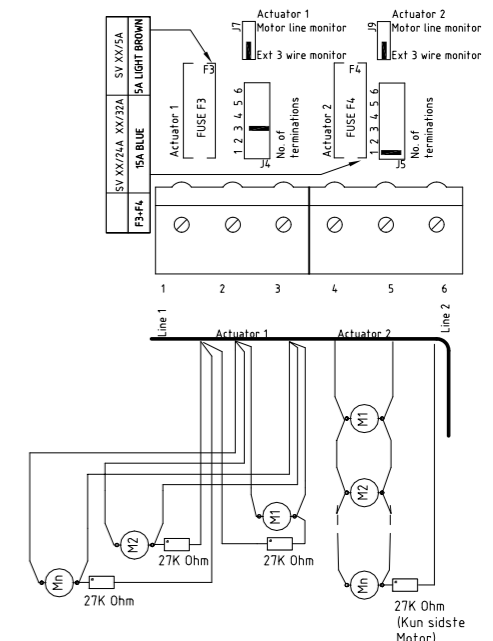 SV XX/5A
5A LIGHT BROWN
SV XX/24A XX/32A
15A BLUE
F3+F4
Actuator 1
J7
Motor line monitor
Ext 3 wire monitor
Actuator 2
J9
Motor line monitor
Ext 3 wire monitor
Actuator 1
FUSE F3
F3
1 2 3 4 5 6
J4
No. of
terminations
Actuator 2
FUSE F4
F4
1 2 3 4 5 6
J5
No. of
terminations
1 2 3 4 5 6
Line 1
Actuator 1
Actuator 2
Line 2
M1
M2
Mn
M1
M2
Mn
27K Ohm
27K Ohm
27K Ohm
27K Ohm
(Kun sidste
Motor)